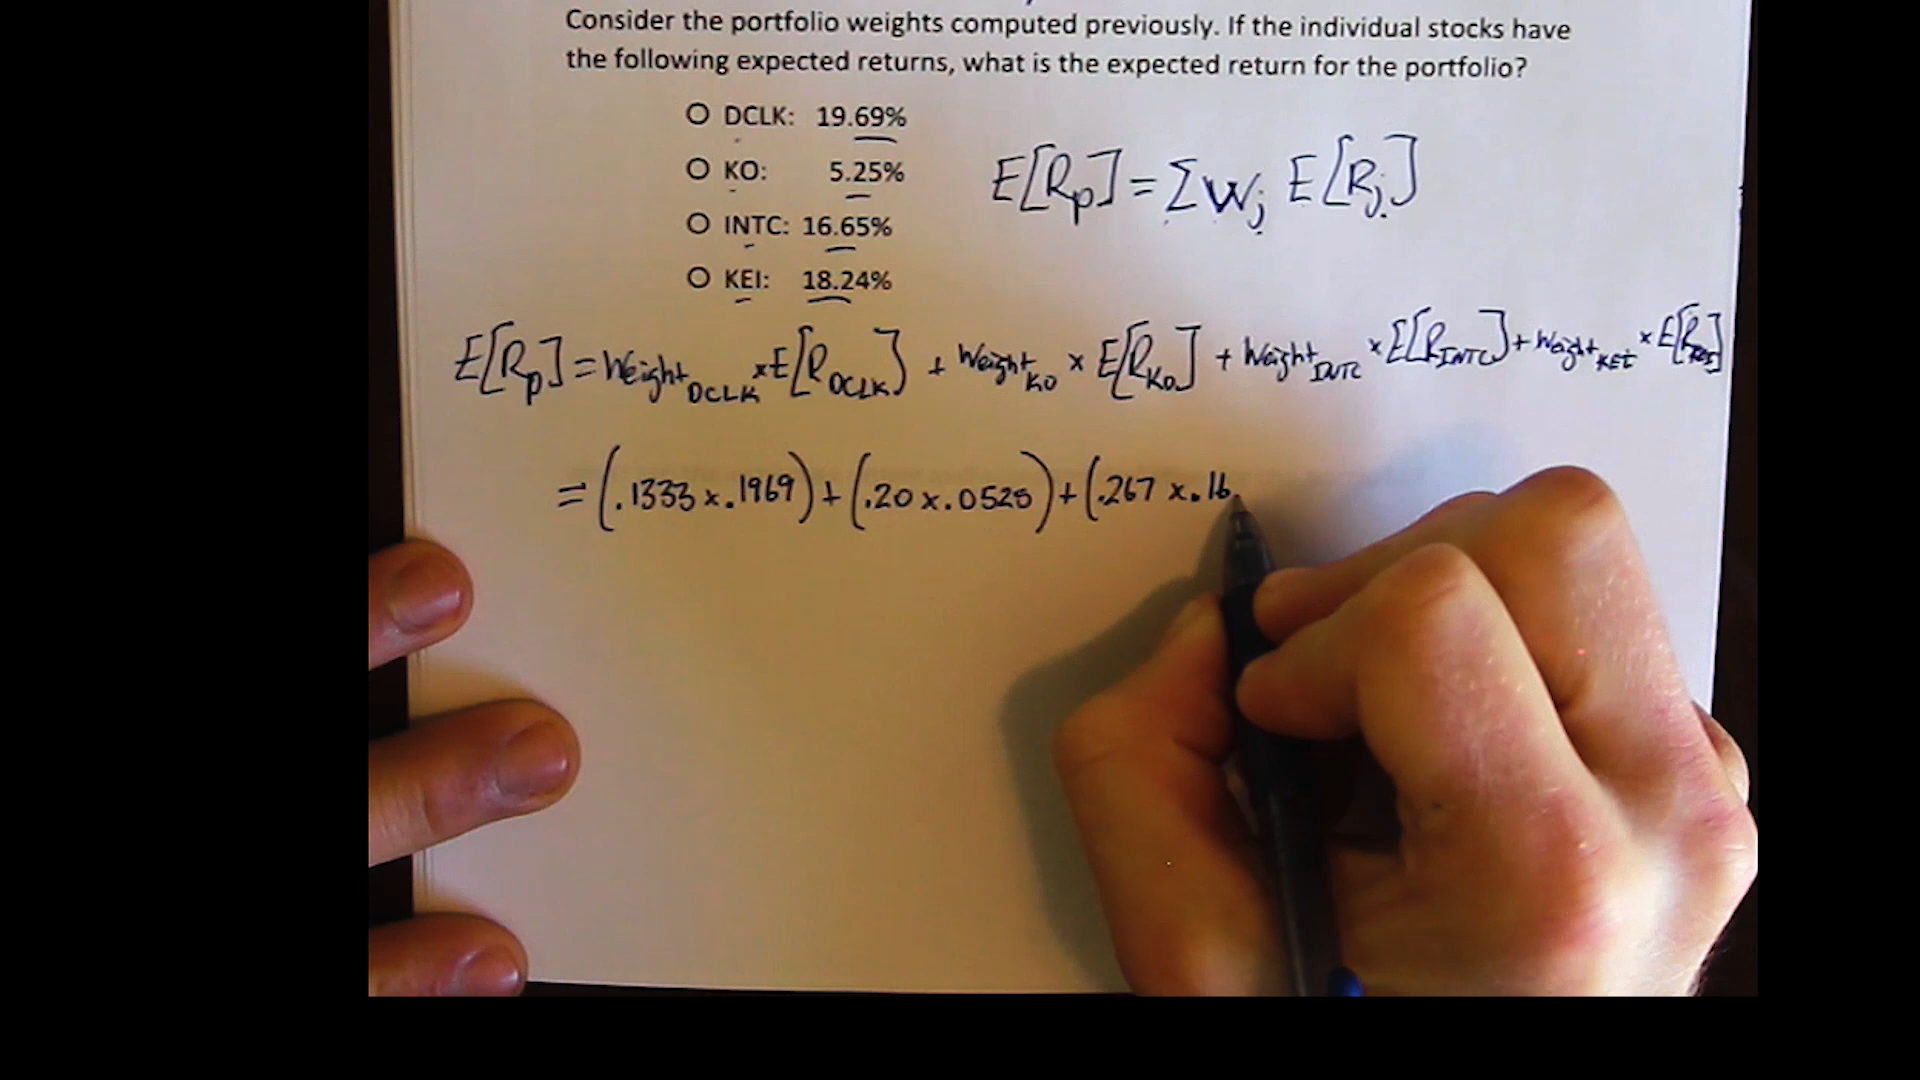 Consider the portfolio weights computed previously. If the individual stocks have
the following expected returns, what is the expected return for the portfolio?
O DCLK: 19.69%
O KO: 5.25%
O INTC: 16.65%
O KEI: 18.24%
E[Rp] = ΣWj E[Rj]
E[Rp] = Weight DCLK × E[R DCLK] + Weight KO × E[R KO] + Weight INTC × E[R INTC] + Weight KEI × E[R KEI]
= (.1333 x .1969) + (.20 x .0525) + (.267 x .16